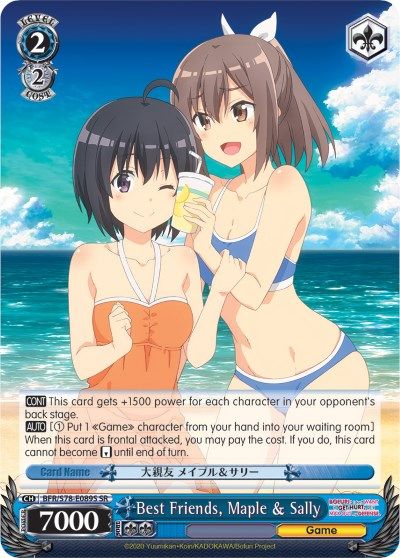 LEVEL
2
2
COST
CONT This card gets +1500 power for each character in your opponent's
back stage.
AUTO [① Put 1 ≪Game≫ character from your hand into your waiting room]
When this card is frontal attacked, you may pay the cost. If you do, this card
cannot become until end of turn.
Card Name 大親友 メイプル&サリー
CH BFR/S78-E089S SR
Best Friends, Maple & Sally
POWER 7000 SOUL Game
©2020 Yuumikan・Koin/KADOKAWA/Bofuri Project